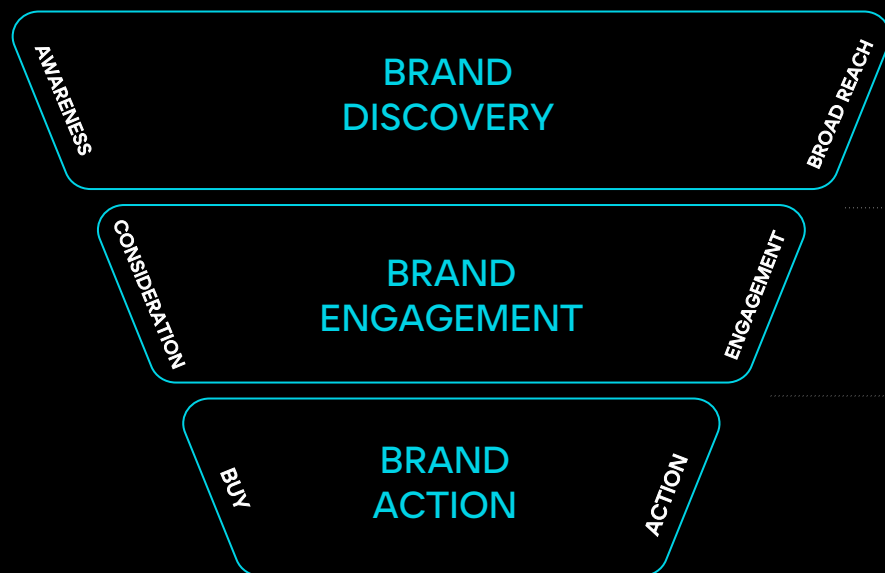 AWARENESS
BRAND
DISCOVERY
BROAD REACH
CONSIDERATION
BRAND
ENGAGEMENT
ENGAGEMENT
BUY
BRAND
ACTION
ACTION